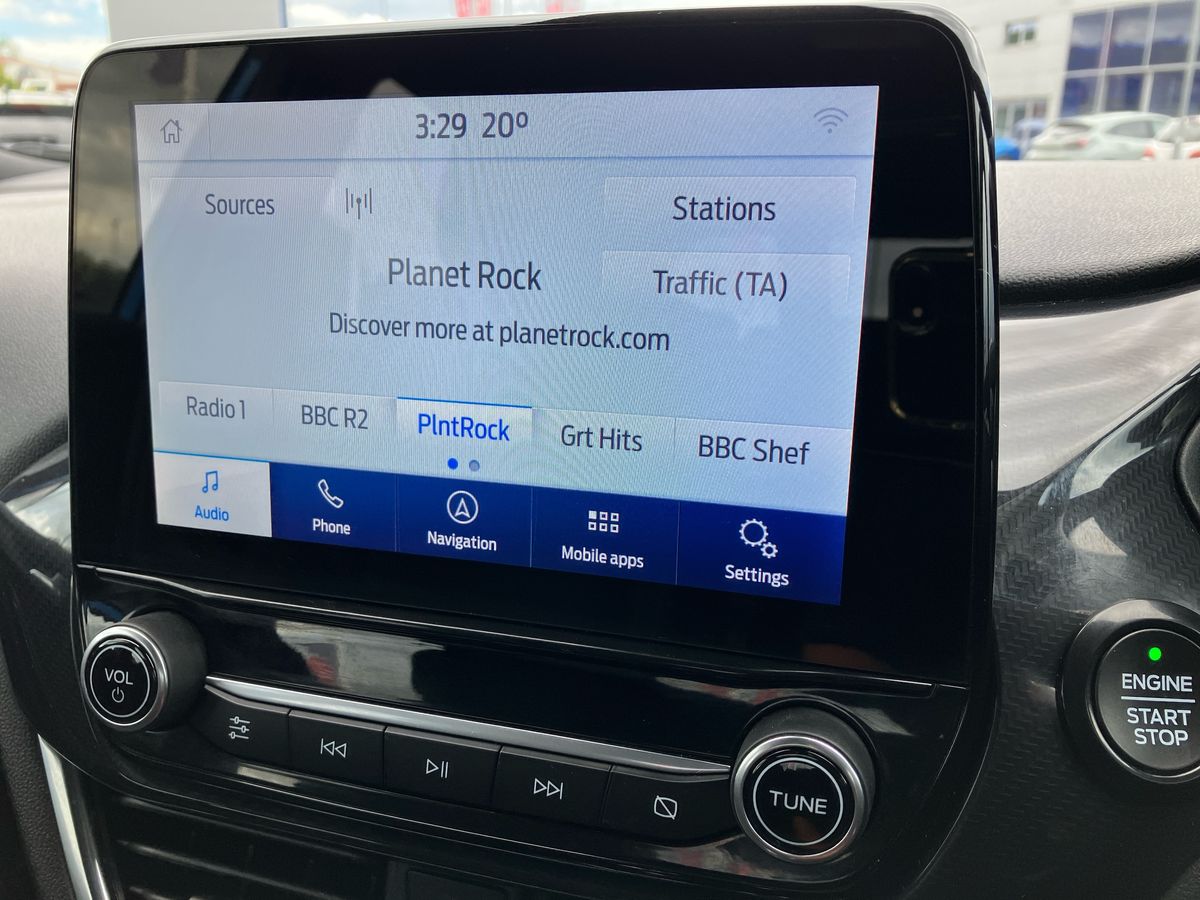 3:29 20º
Sources
Stations
Planet Rock
Traffic (TA)
Discover more at planetrock.com
Radio 1
BBC R2
PlntRock
Grt Hits
BBC Shef
Audio
Phone
Navigation
Mobile apps
Settings
VOL
TUNE
ENGINE
START
STOP